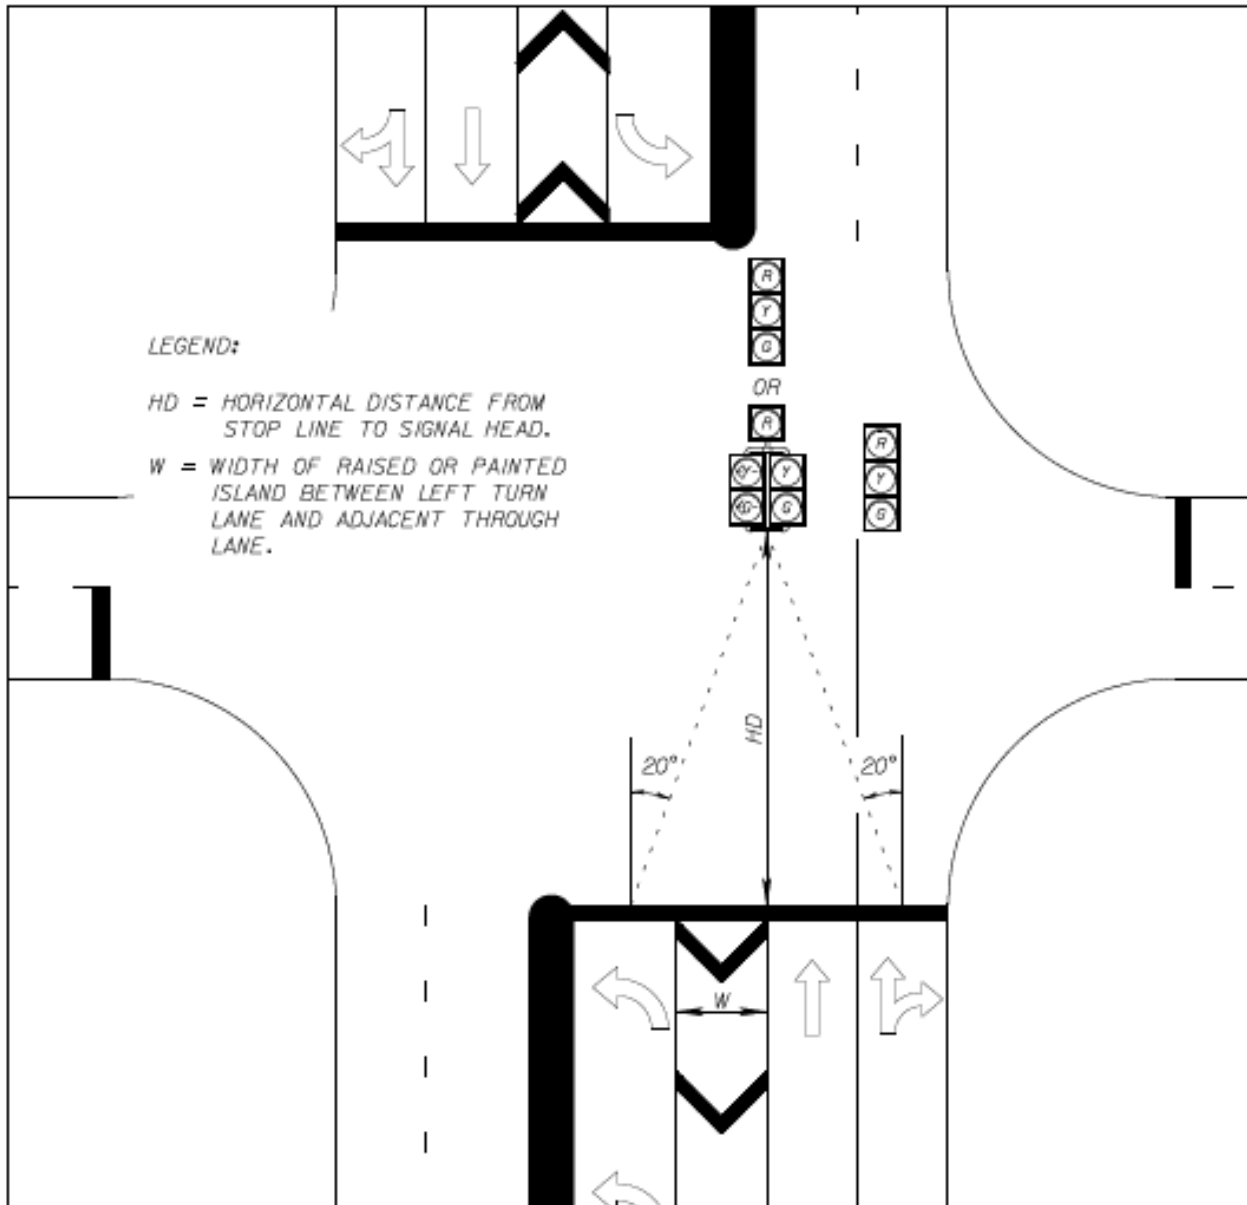 R
Y
G
LEGEND:
OR
HD = HORIZONTAL DISTANCE FROM
STOP LINE TO SIGNAL HEAD.
R
R
W = WIDTH OF RAISED OR PAINTED
ISLAND BETWEEN LEFT TURN
LANE AND ADJACENT THROUGH
LANE.
Y Y Y
G G G
HD
20° 20°
W